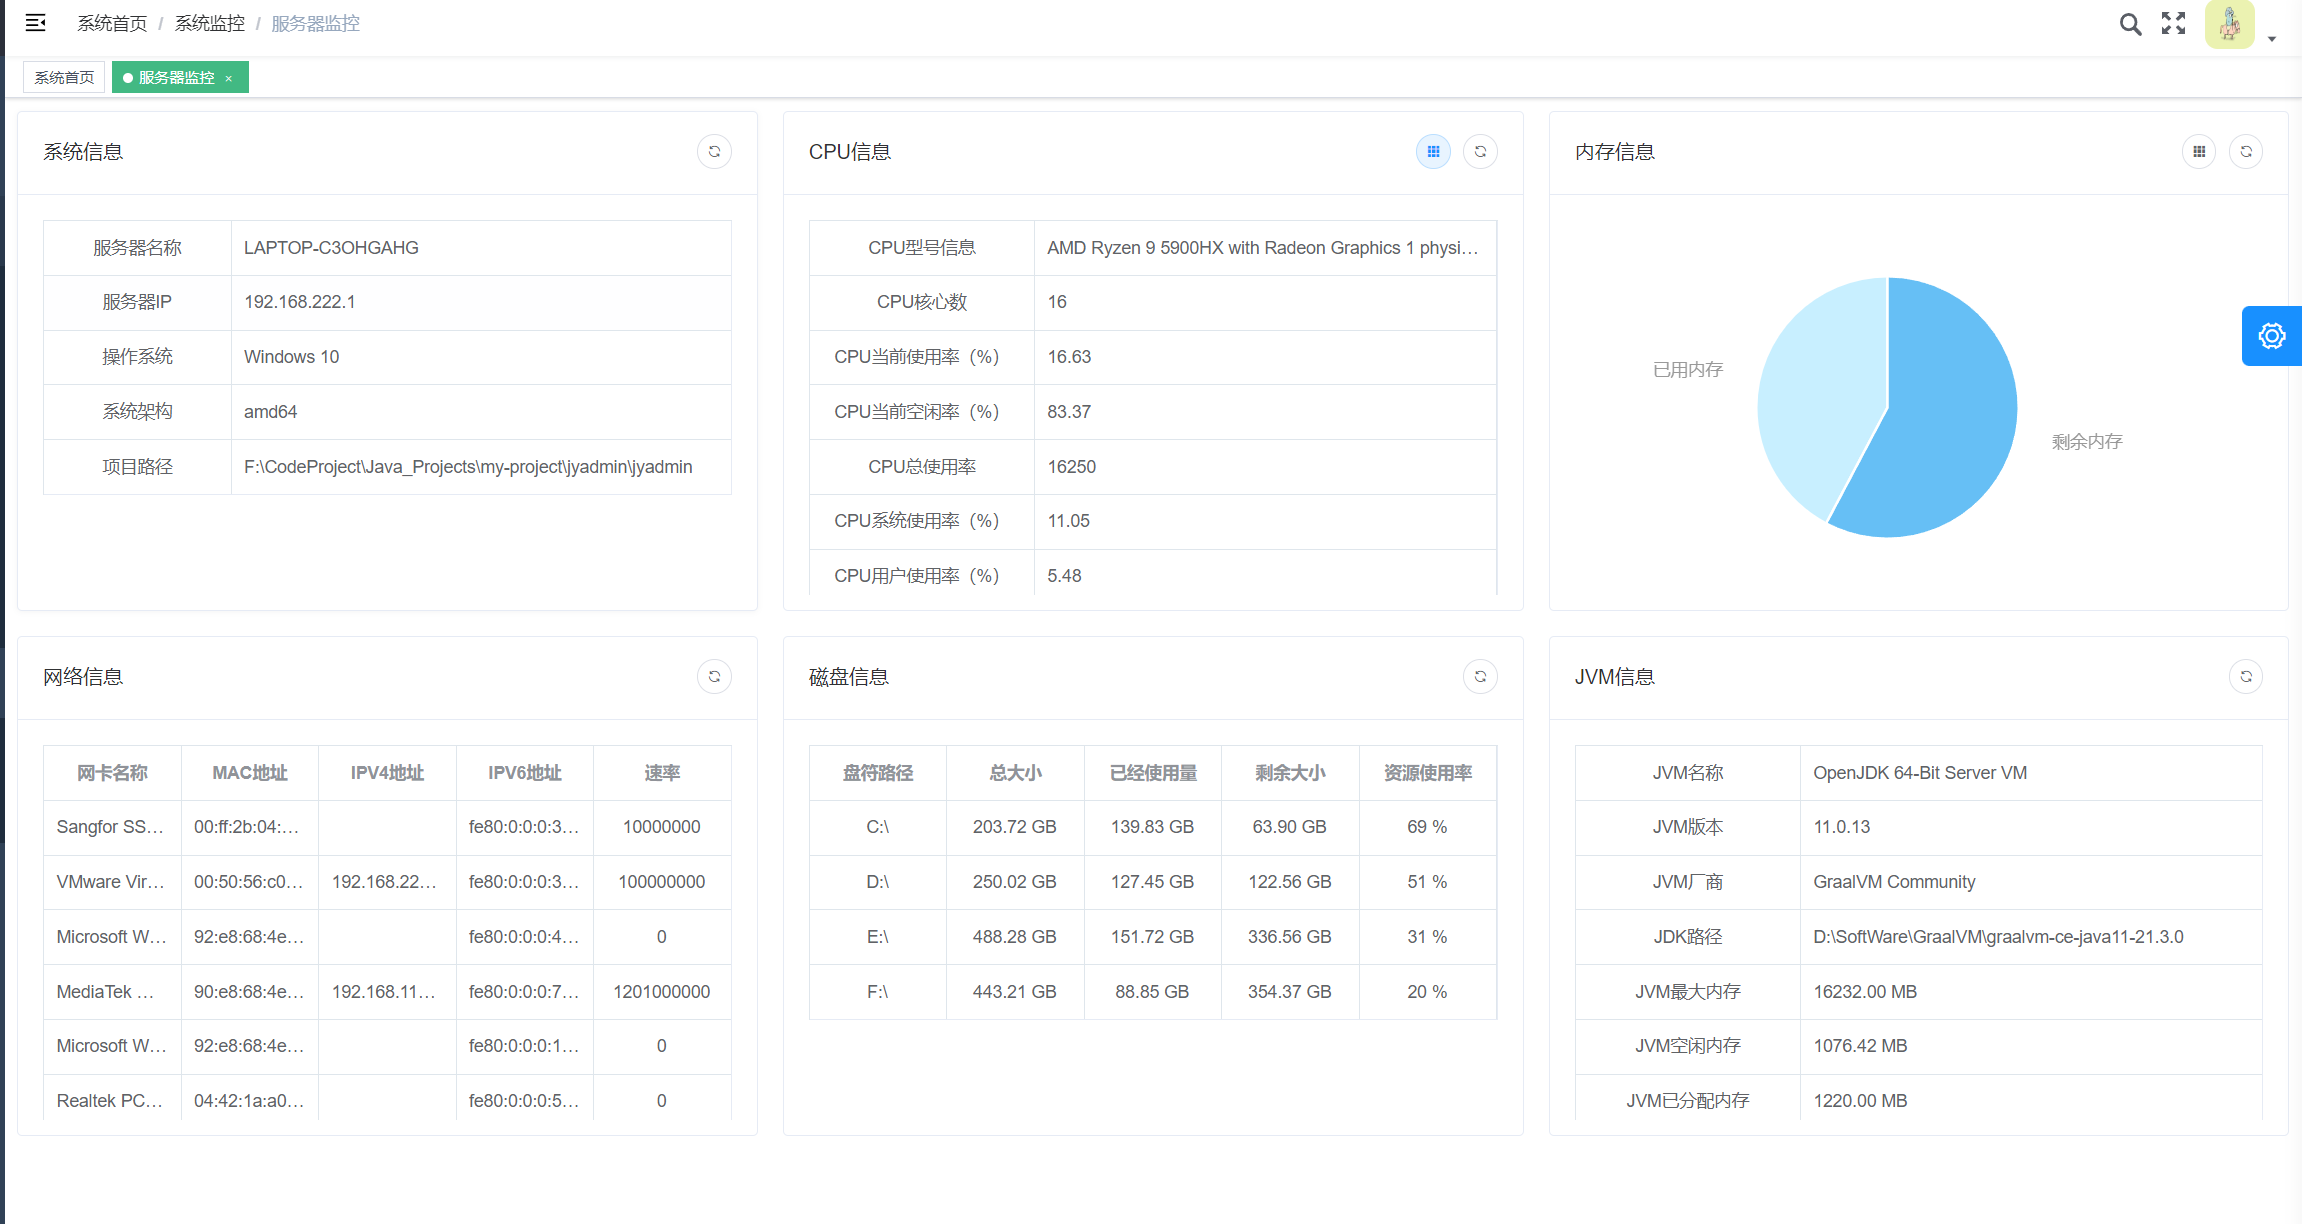 系统首页 / 系统监控 / 服务器监控
系统首页 服务器监控 ×
系统信息
服务器名称 LAPTOP-C3OHGAHG
服务器IP 192.168.222.1
操作系统 Windows 10
系统架构 amd64
项目路径 F:\CodeProject\Java_Projects\my-project\jyadmin\jyadmin
CPU信息
CPU型号信息 AMD Ryzen 9 5900HX with Radeon Graphics 1 physi...
CPU核心数 16
CPU当前使用率（%） 16.63
CPU当前空闲率（%） 83.37
CPU总使用率 16250
CPU系统使用率（%） 11.05
CPU用户使用率（%） 5.48
内存信息
已用内存
剩余内存
网络信息
网卡名称 MAC地址 IPV4地址 IPV6地址 速率
Sangfor SS... 00:ff:2b:04:... fe80:0:0:0:3... 10000000
VMware Vir... 00:50:56:c0... 192.168.22... fe80:0:0:0:3... 100000000
Microsoft W... 92:e8:68:4e... fe80:0:0:0:4... 0
MediaTek ... 90:e8:68:4e... 192.168.11... fe80:0:0:0:7... 1201000000
Microsoft W... 92:e8:68:4e... fe80:0:0:0:1... 0
Realtek PC... 04:42:1a:a0... fe80:0:0:0:5... 0
磁盘信息
盘符路径 总大小 已经使用量 剩余大小 资源使用率
C:\ 203.72 GB 139.83 GB 63.90 GB 69 %
D:\ 250.02 GB 127.45 GB 122.56 GB 51 %
E:\ 488.28 GB 151.72 GB 336.56 GB 31 %
F:\ 443.21 GB 88.85 GB 354.37 GB 20 %
JVM信息
JVM名称 OpenJDK 64-Bit Server VM
JVM版本 11.0.13
JVM厂商 GraalVM Community
JDK路径 D:\SoftWare\GraalVM\graalvm-ce-java11-21.3.0
JVM最大内存 16232.00 MB
JVM空闲内存 1076.42 MB
JVM已分配内存 1220.00 MB